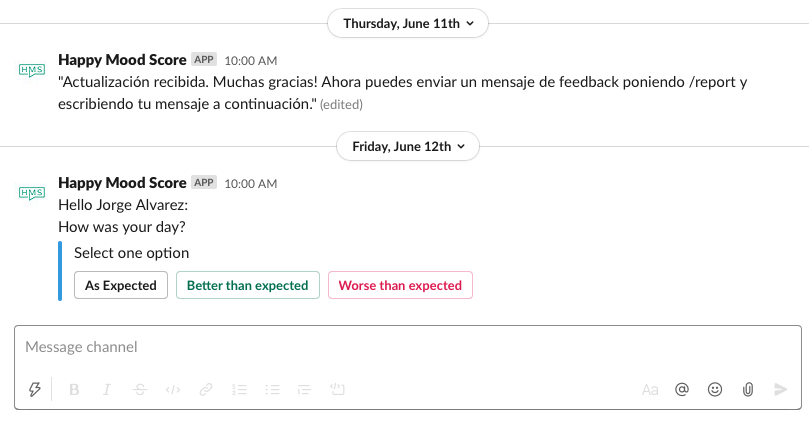 Thursday, June 11th
Happy Mood Score APP 10:00 AM
HMS
"Actualización recibida. Muchas gracias! Ahora puedes enviar un mensaje de feedback poniendo /report y
escribiendo tu mensaje a continuación." (edited)
Friday, June 12th
Happy Mood Score APP 10:00 AM
HMS
Hello Jorge Alvarez:
How was your day?
Select one option
As Expected Better than expected Worse than expected
Message channel
B I S </> Aa @